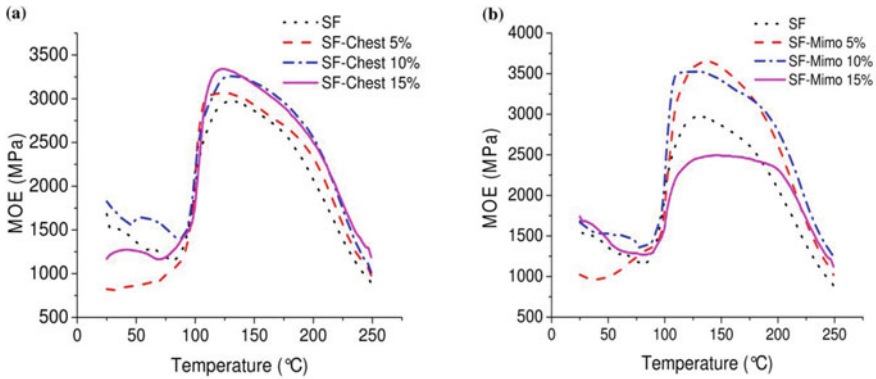 (a)
SF
SF-Chest 5%
SF-Chest 10%
SF-Chest 15%
3500
3000
2500
2000
1500
1000
500
MOE (MPa)
0 50 100 150 200 250
Temperature (°C)
(b)
SF
SF-Mimo 5%
SF-Mimo 10%
SF-Mimo 15%
4000
3500
3000
2500
2000
1500
1000
500
MOE (MPa)
0 50 100 150 200 250
Temperature (°C)